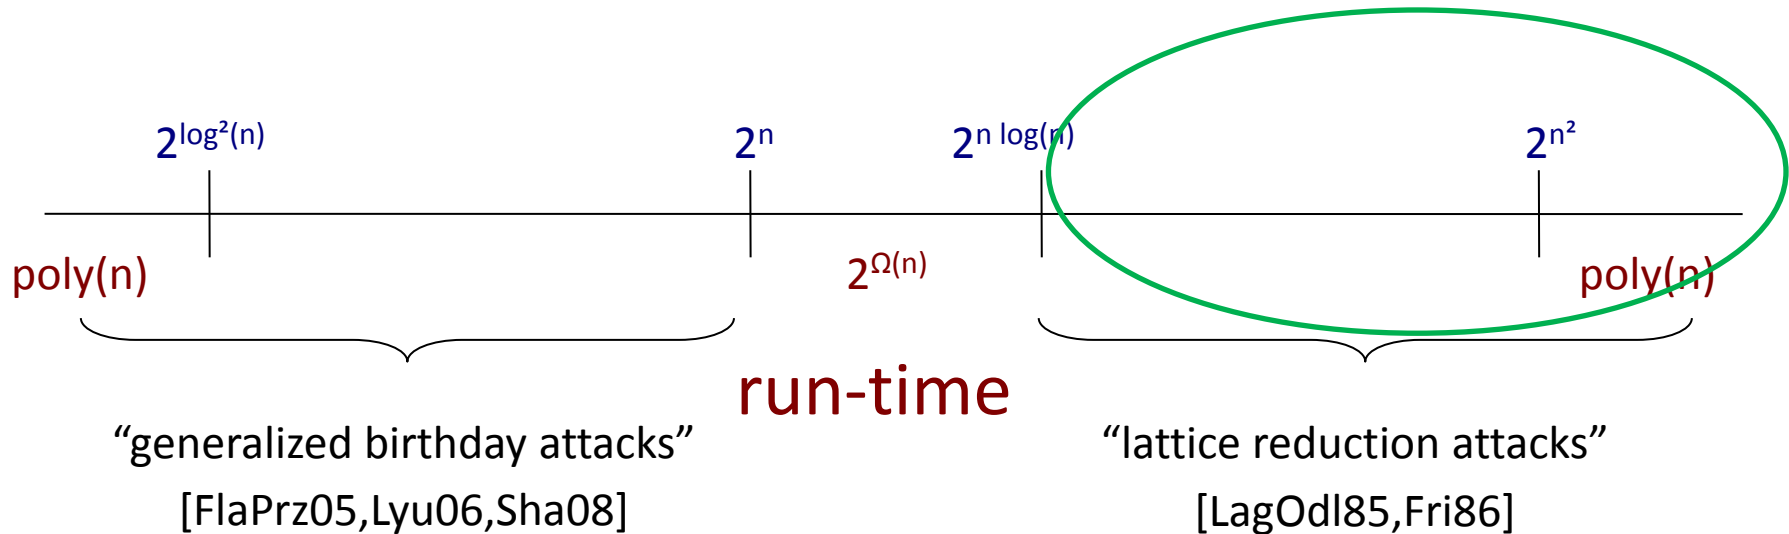 2^log²(n) 2^n 2^n log(n) 2^n²
poly(n) 2^Ω(n) poly(n)
run-time
“generalized birthday attacks” “lattice reduction attacks”
[FlaPrz05,Lyu06,Sha08] [LagOdl85,Fri86]